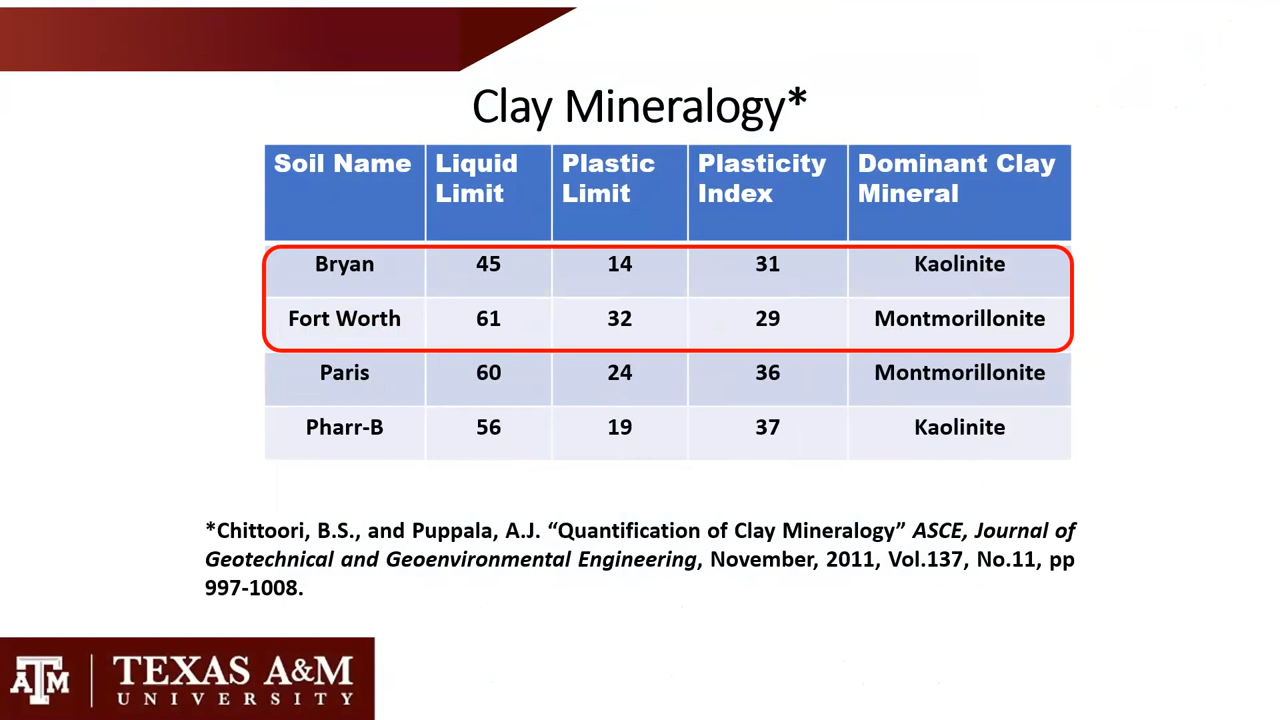 Clay Mineralogy*
Soil Name Liquid Limit Plastic Limit Plasticity Index Dominant Clay Mineral
Bryan 45 14 31 Kaolinite
Fort Worth 61 32 29 Montmorillonite
Paris 60 24 36 Montmorillonite
Pharr-B 56 19 37 Kaolinite
*Chittoori, B.S., and Puppala, A.J. “Quantification of Clay Mineralogy” ASCE, Journal of
Geotechnical and Geoenvironmental Engineering, November, 2011, Vol.137, No.11, pp
997-1008.
ATM TEXAS A&M
UNIVERSITY